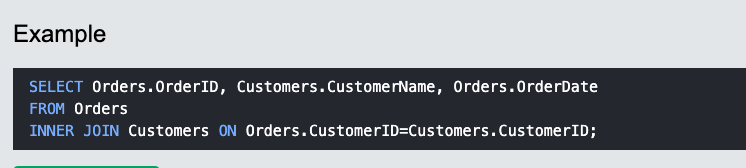 Example
SELECT Orders.OrderID, Customers.CustomerName, Orders.OrderDate
FROM Orders
INNER JOIN Customers ON Orders.CustomerID=Customers.CustomerID;